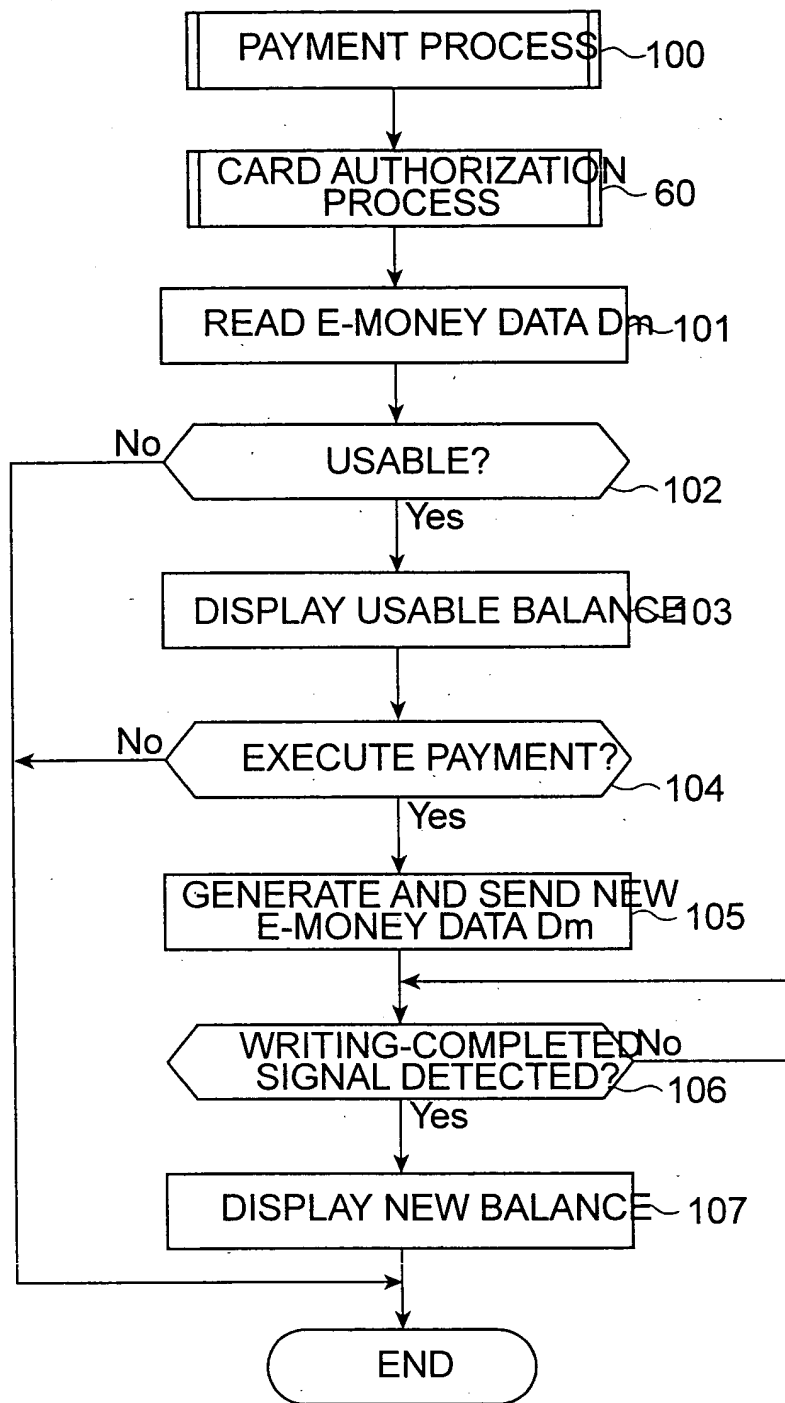 PAYMENT PROCESS 100
CARD AUTHORIZATION
PROCESS 60
READ E-MONEY DATA Dm 101
No
USABLE?
102
Yes
DISPLAY USABLE BALANCE 103
No
EXECUTE PAYMENT?
104
Yes
GENERATE AND SEND NEW
E-MONEY DATA Dm 105
WRITING-COMPLETED No
SIGNAL DETECTED? 106
Yes
DISPLAY NEW BALANCE 107
END